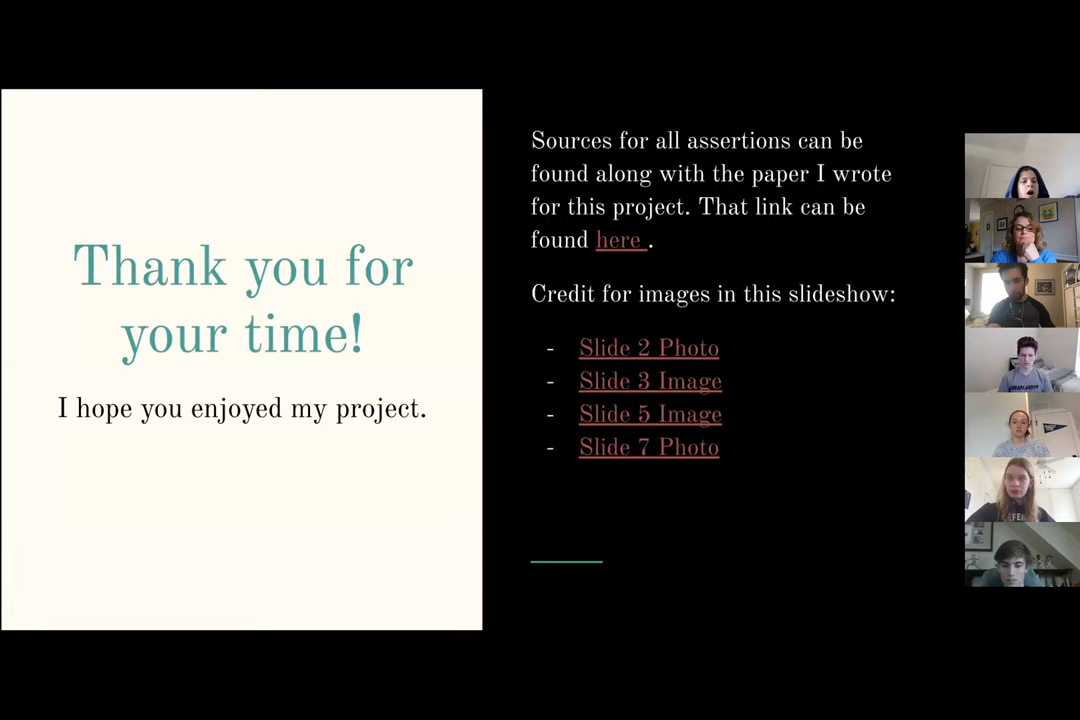 Thank you for
your time!
I hope you enjoyed my project.
Sources for all assertions can be
found along with the paper I wrote
for this project. That link can be
found here .
Credit for images in this slideshow:
- Slide 2 Photo
- Slide 3 Image
- Slide 5 Image
- Slide 7 Photo